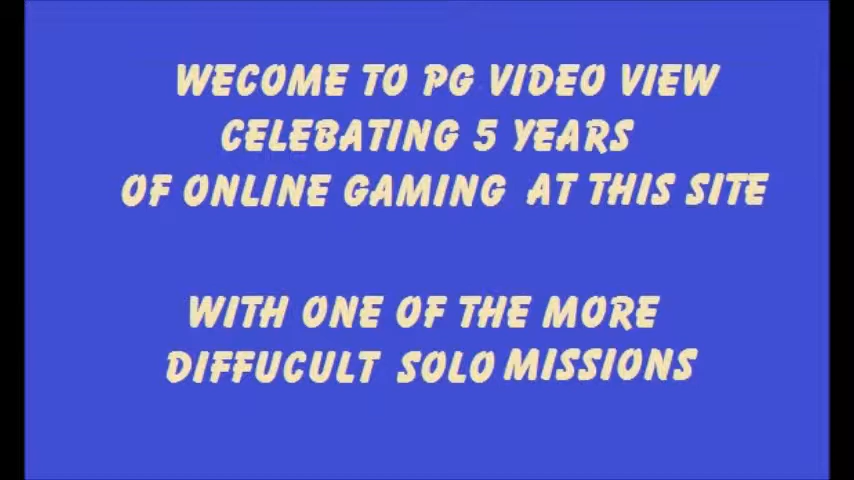 WECOME TO PG VIDEO VIEW
CELEBATING 5 YEARS
OF ONLINE GAMING AT THIS SITE
WITH ONE OF THE MORE
DIFFUCULT SOLO MISSIONS